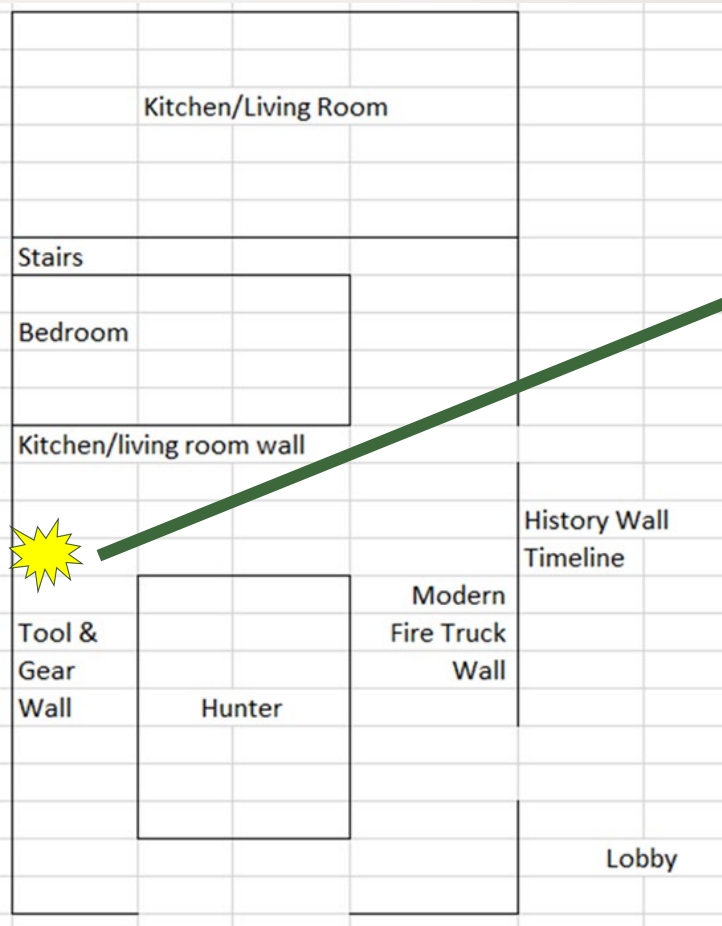 Kitchen/Living Room
Stairs
Bedroom
Kitchen/living room wall
History Wall
Timeline
Modern
Fire Truck
Wall
Tool &
Gear
Wall
Hunter
Lobby